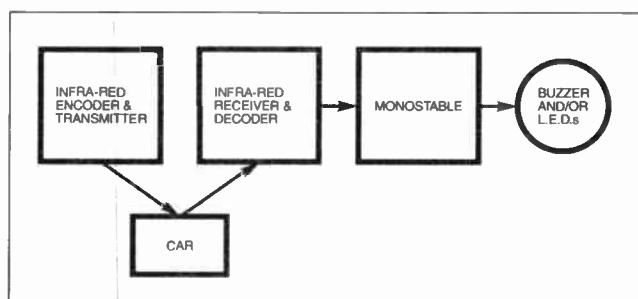 INFRA-RED
ENCODER &
TRANSMITTER
INFRA-RED
RECEIVER &
DECODER
MONOSTABLE
BUZZER
AND/OR
L.E.D.s
CAR